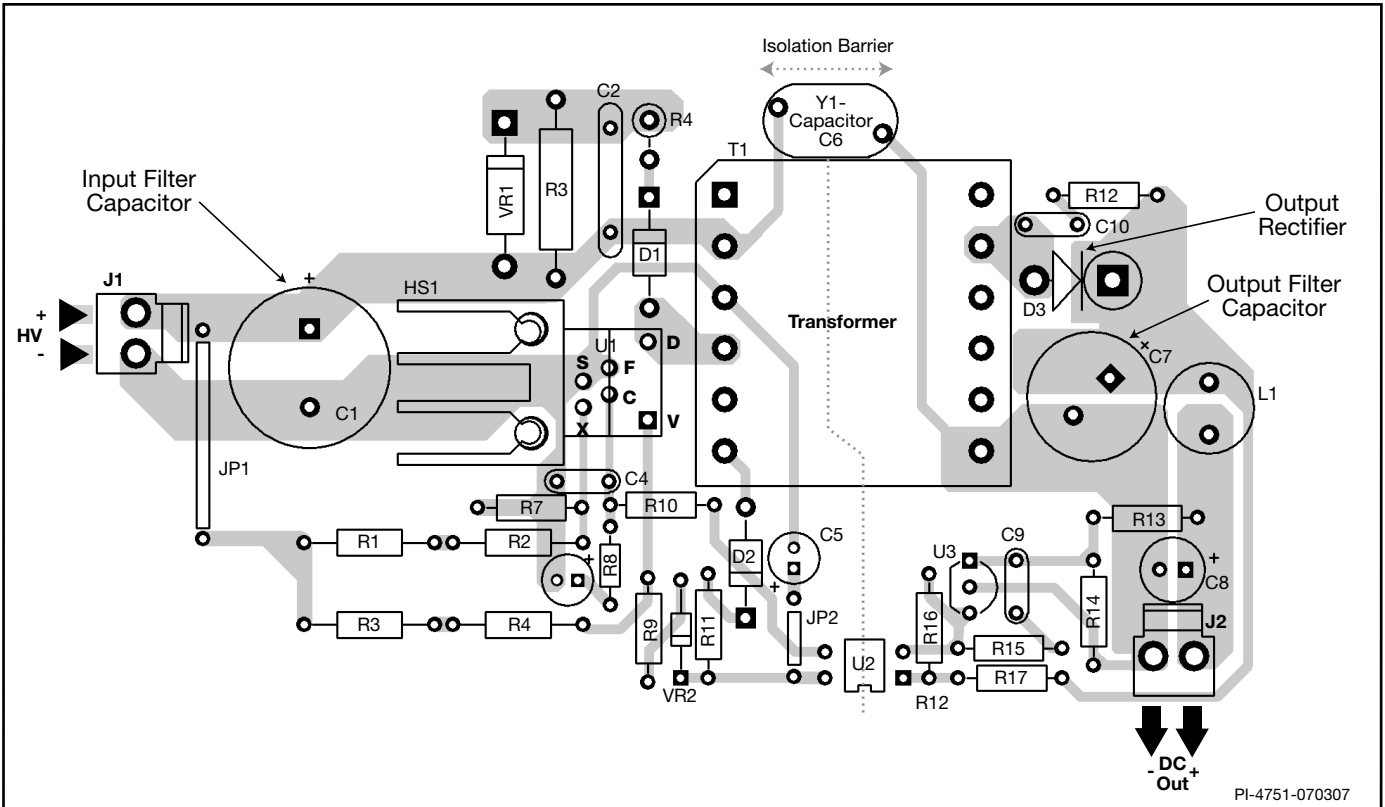 Isolation Barrier
Y1-
Capacitor
C6
C2
R4
T1
Input Filter
Capacitor
VR1
R3
R12
Output
Rectifier
C10
D1
J1
+
HS1
D3
Output Filter
Capacitor
+
HV
-
Transformer
U1
D
S
F
C
X
V
+
C7
C1
L1
JP1
C4
R7
R10
R13
R1
R2
+
R8
D2
C5
+
U3
C9
R14
+
C8
R3
R4
R9
R11
JP2
R16
R15
J2
VR2
U2
R17
R12
- DC +
Out
PI-4751-070307